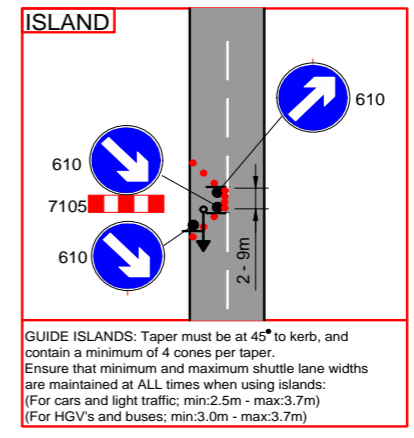 ISLAND
610
610
7105
610
2 - 9m
GUIDE ISLANDS: Taper must be at 45° to kerb, and
contain a minimum of 4 cones per taper.
Ensure that minimum and maximum shuttle lane widths
are maintained at ALL times when using islands:
(For cars and light traffic; min:2.5m - max:3.7m)
(For HGV's and buses; min:3.0m - max:3.7m)